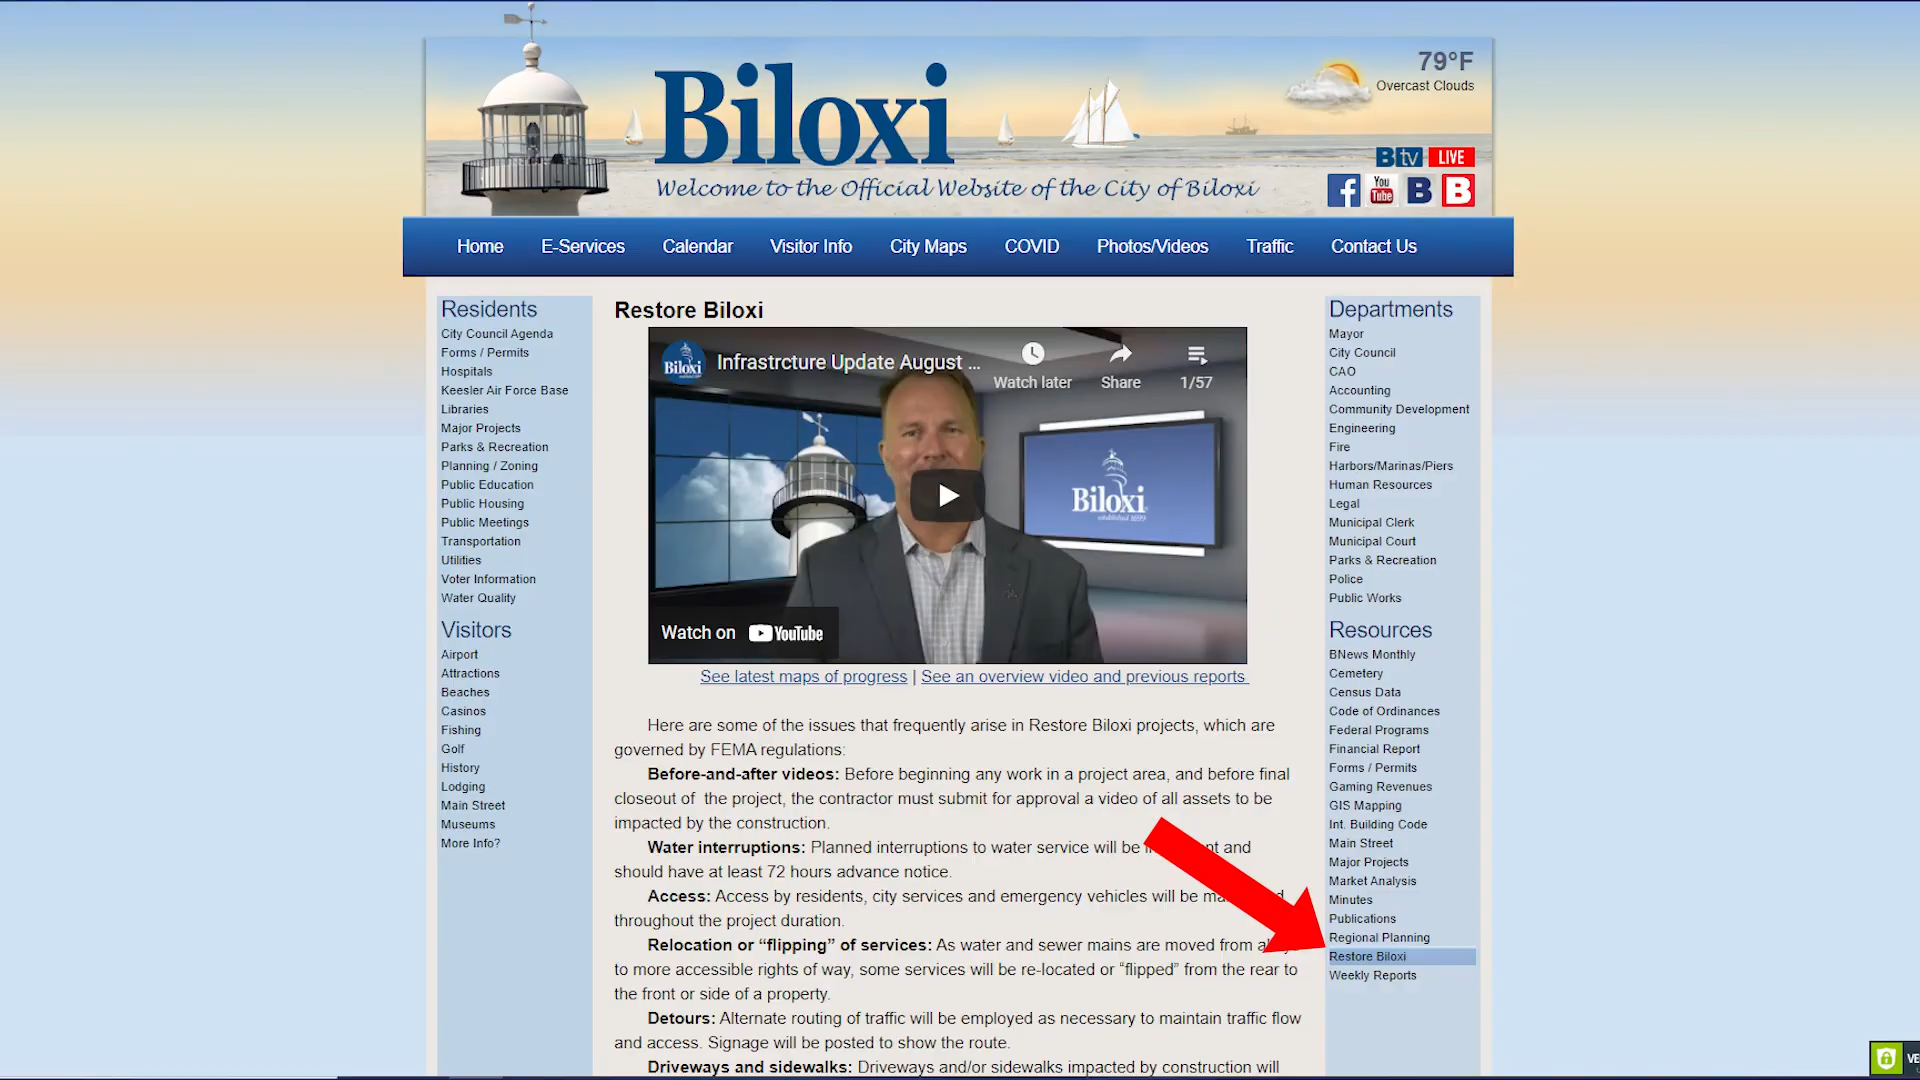 79°F
Overcast Clouds
Biloxi
Welcome to the Official Website of the City of Biloxi
Btv LIVE
You
Tube
B
B
Home E-Services Calendar Visitor Info City Maps COVID Photos/Videos Traffic Contact Us
Residents
City Council Agenda
Forms / Permits
Hospitals
Keesler Air Force Base
Libraries
Major Projects
Parks & Recreation
Planning / Zoning
Public Education
Public Housing
Public Meetings
Transportation
Utilities
Voter Information
Water Quality
Visitors
Airport
Attractions
Beaches
Casinos
Fishing
Golf
History
Lodging
Main Street
Museums
More Info?
Restore Biloxi
Biloxi
Infrastrcture Update August ...
Watch later
Share
1/57
Biloxi
established 1699
Watch on YouTube
See latest maps of progress | See an overview video and previous reports
Here are some of the issues that frequently arise in Restore Biloxi projects, which are
governed by FEMA regulations:
Before-and-after videos: Before beginning any work in a project area, and before final
closeout of the project, the contractor must submit for approval a video of all assets to be
impacted by the construction.
Water interruptions: Planned interruptions to water service will be and
should have at least 72 hours advance notice.
Access: Access by residents, city services and emergency vehicles will be
throughout the project duration.
Relocation or “flipping” of services: As water and sewer mains are moved from
to more accessible rights of way, some services will be re-located or “flipped” from the rear to
the front or side of a property.
Detours: Alternate routing of traffic will be employed as necessary to maintain traffic flow
and access. Signage will be posted to show the route.
Driveways and sidewalks: Driveways and/or sidewalks impacted by construction will
Departments
Mayor
City Council
CAO
Accounting
Community Development
Engineering
Fire
Harbors/Marinas/Piers
Human Resources
Legal
Municipal Clerk
Municipal Court
Parks & Recreation
Police
Public Works
Resources
BNews Monthly
Cemetery
Census Data
Code of Ordinances
Federal Programs
Financial Report
Forms / Permits
Gaming Revenues
GIS Mapping
Int. Building Code
Main Street
Major Projects
Market Analysis
Minutes
Publications
Regional Planning
Restore Biloxi
Weekly Reports